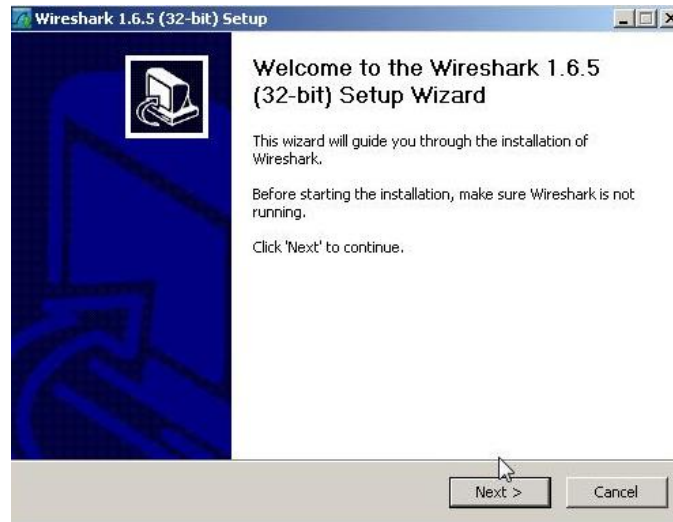 Wireshark 1.6.5 (32-bit) Setup
Welcome to the Wireshark 1.6.5
(32-bit) Setup Wizard
This wizard will guide you through the installation of
Wireshark.
Before starting the installation, make sure Wireshark is not
running.
Click 'Next' to continue.
Next >
Cancel